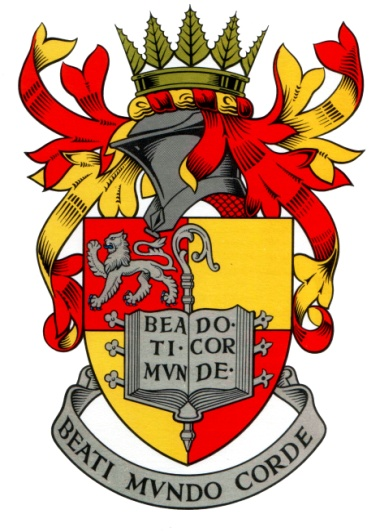 BEA DO·
TI· COR
MVN DE·
BEATI MVNDO CORDE